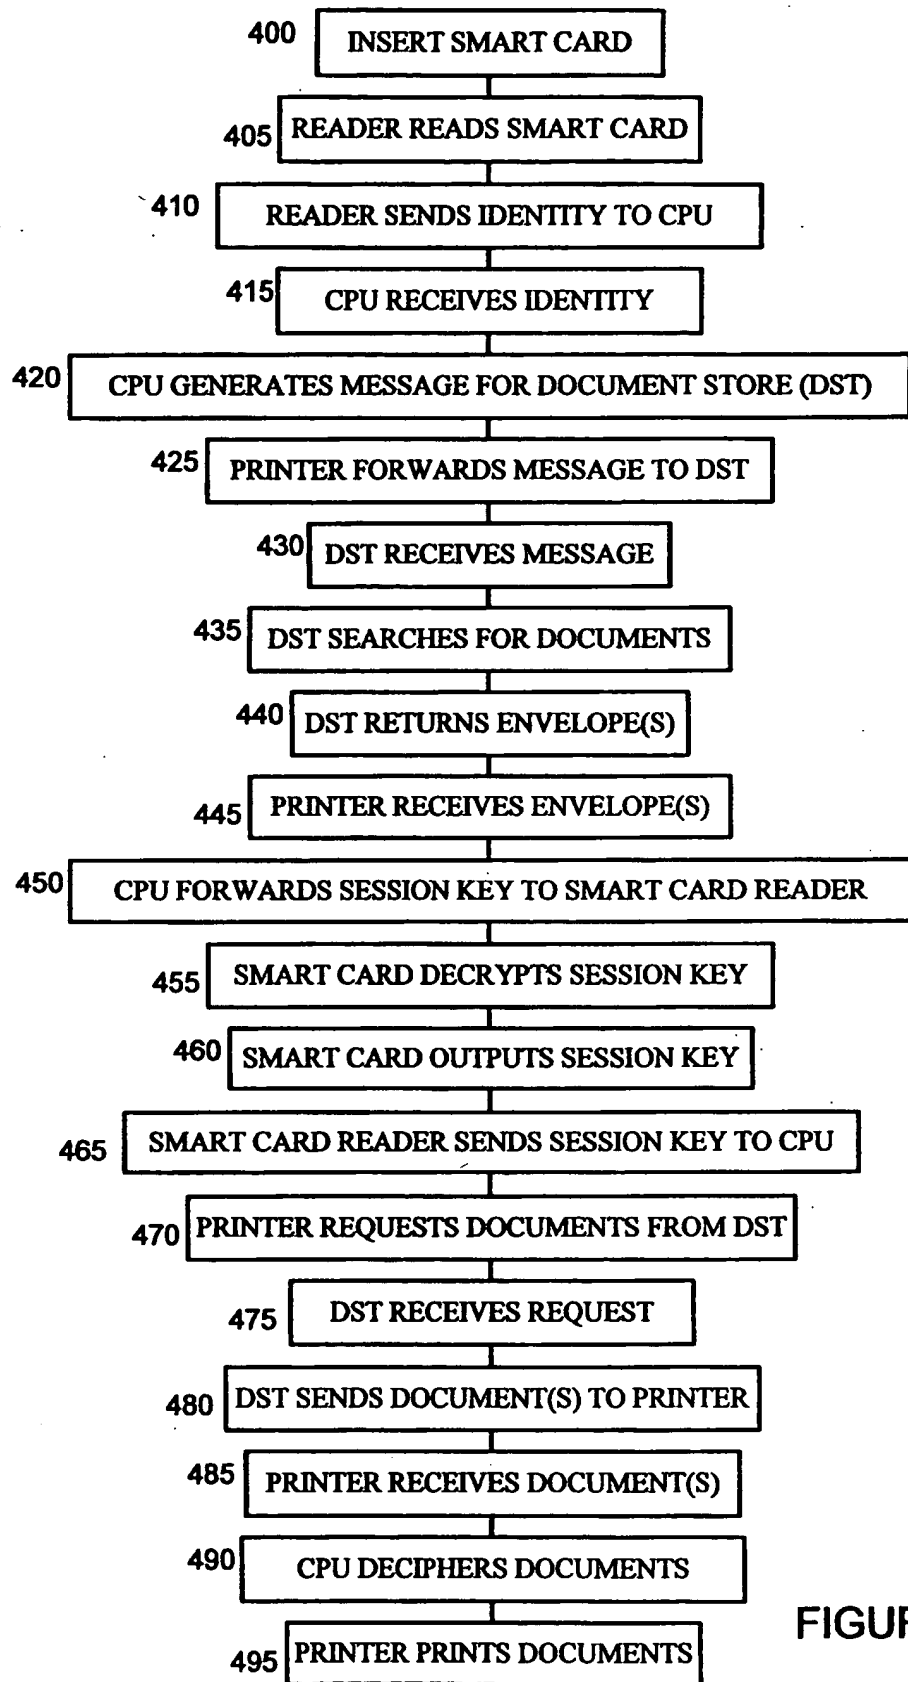 400 INSERT SMART CARD
405 READER READS SMART CARD
410 READER SENDS IDENTITY TO CPU
415 CPU RECEIVES IDENTITY
420 CPU GENERATES MESSAGE FOR DOCUMENT STORE (DST)
425 PRINTER FORWARDS MESSAGE TO DST
430 DST RECEIVES MESSAGE
435 DST SEARCHES FOR DOCUMENTS
440 DST RETURNS ENVELOPE(S)
445 PRINTER RECEIVES ENVELOPE(S)
450 CPU FORWARDS SESSION KEY TO SMART CARD READER
455 SMART CARD DECRYPTS SESSION KEY
460 SMART CARD OUTPUTS SESSION KEY
465 SMART CARD READER SENDS SESSION KEY TO CPU
470 PRINTER REQUESTS DOCUMENTS FROM DST
475 DST RECEIVES REQUEST
480 DST SENDS DOCUMENT(S) TO PRINTER
485 PRINTER RECEIVES DOCUMENT(S)
490 CPU DECIPHERS DOCUMENTS
495 PRINTER PRINTS DOCUMENTS